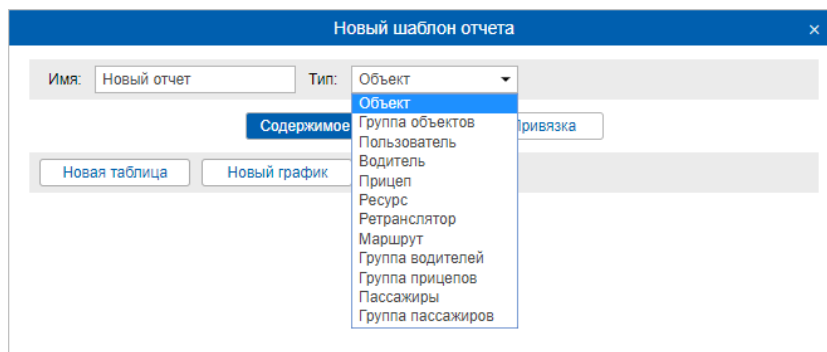 Новый шаблон отчета
Имя: Новый отчет Тип: Объект
Объект
Содержимое Привязка
Группа объектов
Пользователь
Водитель
Новая таблица Новый график
Прицеп
Ресурс
Ретранслятор
Маршрут
Группа водителей
Группа прицепов
Пассажиры
Группа пассажиров